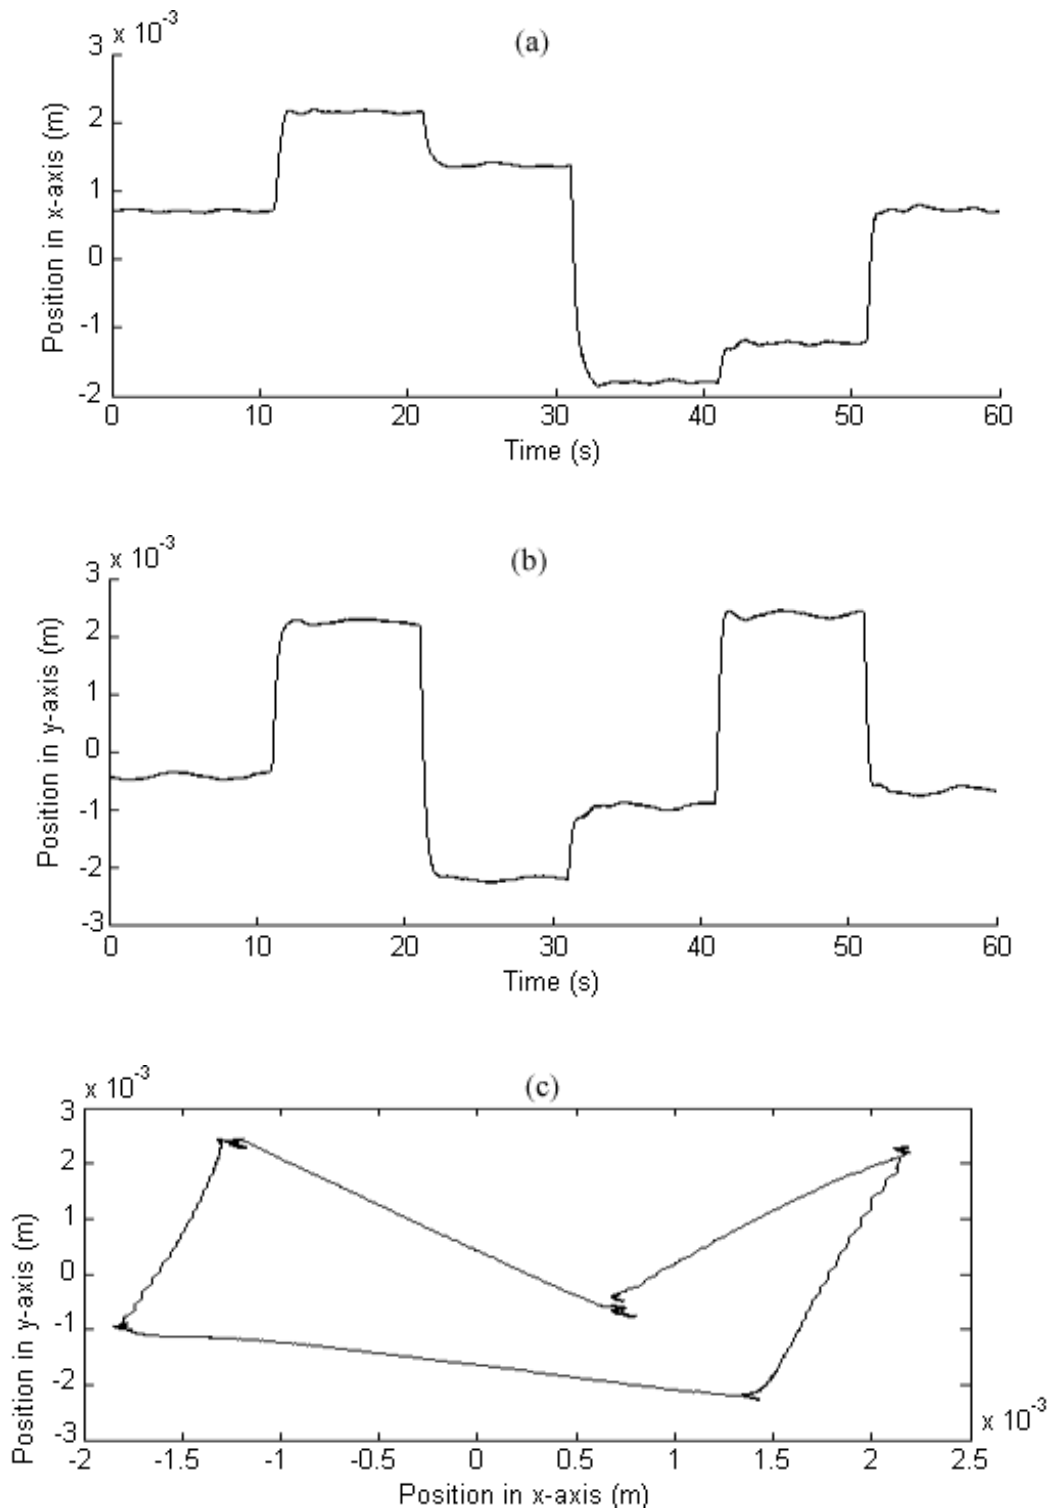 (a)
x 10-3
3
2
1
0
-1
-2
Position in x-axis (m)
0 10 20 30 40 50 60
Time (s)
(b)
x 10-3
3
2
1
0
-1
-2
-3
Position in y-axis (m)
0 10 20 30 40 50 60
Time (s)
(c)
x 10-3
3
2
1
0
-1
-2
-3
Position in y-axis (m)
x 10-3
-2 -1.5 -1 -0.5 0 0.5 1 1.5 2 2.5
Position in x-axis (m)